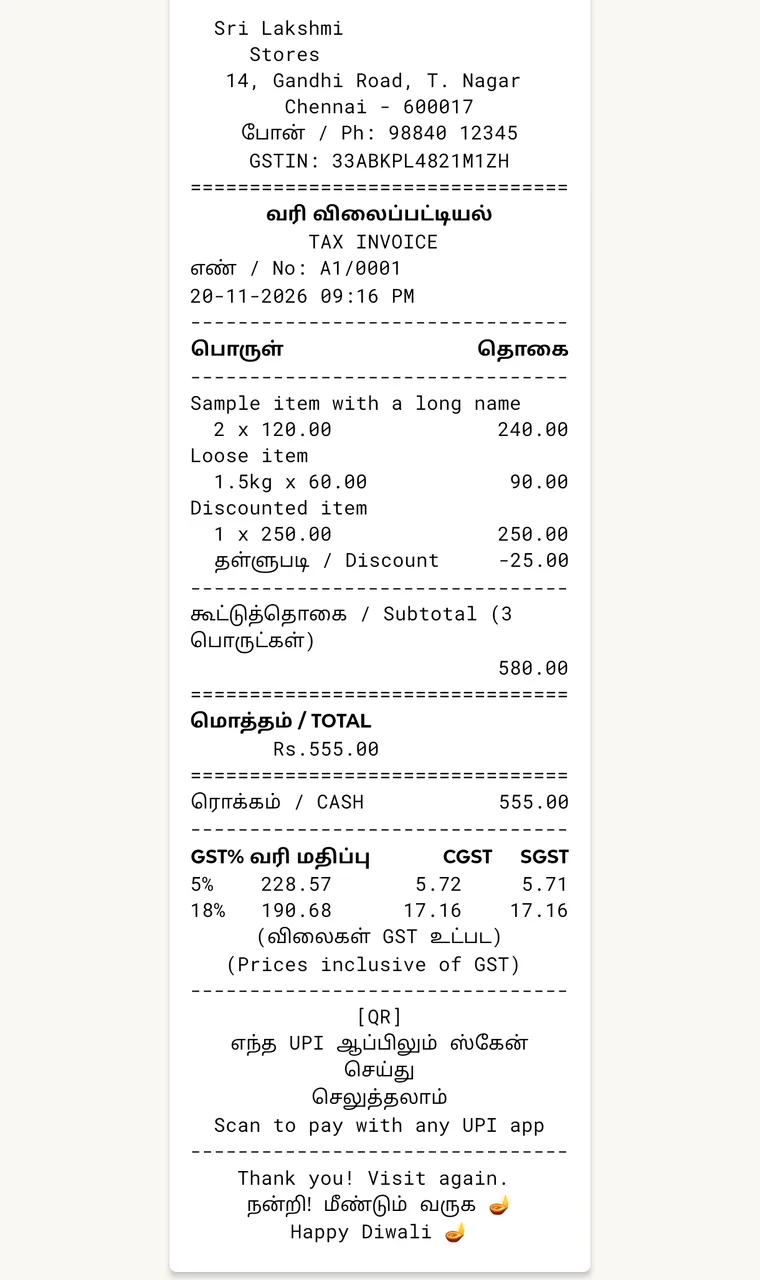 Sri Lakshmi
Stores
14, Gandhi Road, T. Nagar
Chennai - 600017
போன் / Ph: 98840 12345
GSTIN: 33ABKPL4821M1ZH
================================
வரி விலைப்பட்டியல்
TAX INVOICE
எண் / No: A1/0001
20-11-2026 09:16 PM
--------------------------------
பொருள் தொகை
--------------------------------
Sample item with a long name
2 x 120.00 240.00
Loose item
1.5kg x 60.00 90.00
Discounted item
1 x 250.00 250.00
தள்ளுபடி / Discount -25.00
--------------------------------
கூட்டுத்தொகை / Subtotal (3
பொருட்கள்)
580.00
================================
மொத்தம் / TOTAL
Rs.555.00
================================
ரொக்கம் / CASH 555.00
--------------------------------
GST% வரி மதிப்பு CGST SGST
5% 228.57 5.72 5.71
18% 190.68 17.16 17.16
(விலைகள் GST உட்பட)
(Prices inclusive of GST)
--------------------------------
[QR]
எந்த UPI ஆப்பிலும் ஸ்கேன்
செய்து
செலுத்தலாம்
Scan to pay with any UPI app
--------------------------------
Thank you! Visit again.
நன்றி! மீண்டும் வருக 🪔
Happy Diwali 🪔